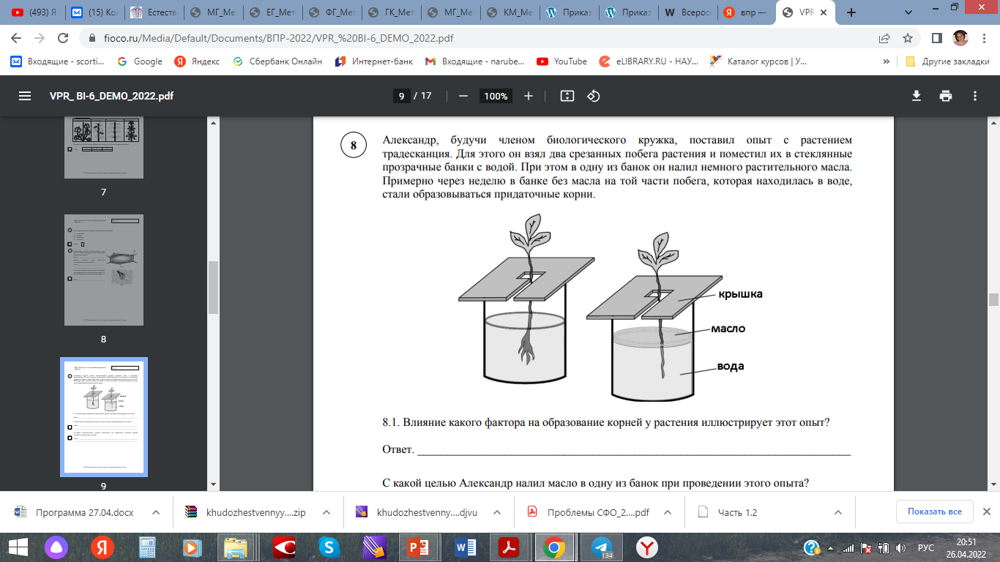 (493) Я
(15) Кол
Естестве
МГ_Мет
ЕГ_Мет
ФГ_Мет
ГК_Мет
МГ_Мет
КМ_Ме
Приказ
Приказ
Всерос
впр —
VPR
fioco.ru/Media/Default/Documents/ВПР-2022/VPR_%20BI-6_DEMO_2022.pdf
Входящие - scorti...
Google
Яндекс
Сбербанк Онлайн
Интернет-банк
Входящие - narube...
YouTube
eLIBRARY.RU - НАУ...
Каталог курсов | У...
»
Другие закладки
VPR_ BI-6_DEMO_2022.pdf
9 / 17
100%
7
8
9
8
Александр, будучи членом биологического кружка, поставил опыт с растением
традесканция. Для этого он взял два срезанных побега растения и поместил их в стеклянные
прозрачные банки с водой. При этом в одну из банок он налил немного растительного масла.
Примерно через неделю в банке без масла на той части побега, которая находилась в воде,
стали образовываться придаточные корни.
крышка
масло
вода
8.1. Влияние какого фактора на образование корней у растения иллюстрирует этот опыт?
Ответ.
С какой целью Александр налил масло в одну из банок при проведении этого опыта?
Программа 27.04.docx
khudozhestvennyy....zip
khudozhestvenny....djvu
Проблемы СФО_2....pdf
Часть 1.2
Показать все
134
РУС
20:51
26.04.2022